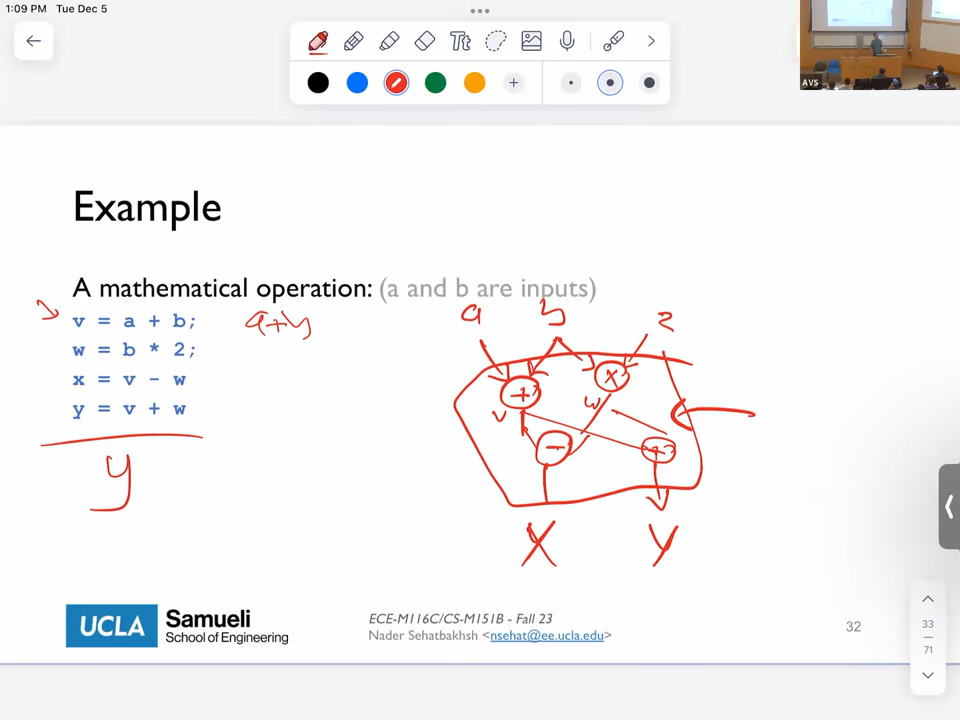 1:09 PM Tue Dec 5
Tt
AVS
Example
A mathematical operation: (a and b are inputs)
v = a + b;
w = b * 2;
x = v - w
y = v + w
a+b
y
a b 2
+ x
v w
- +
X Y
UCLA Samueli
School of Engineering
ECE-M116C/CS-M151B - Fall 23
Nader Sehatbakhsh <nsehat@ee.ucla.edu>
32
33
71